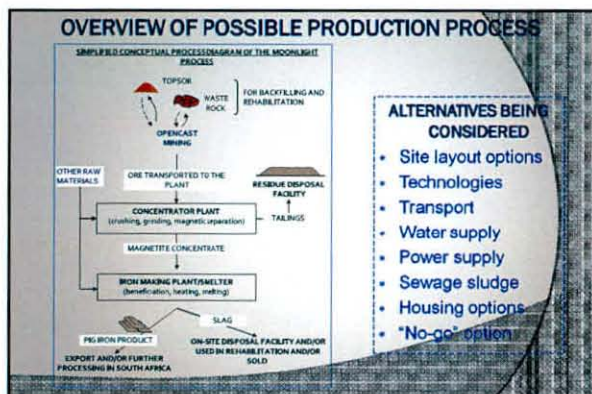 OVERVIEW OF POSSIBLE PRODUCTION PROCESS
SIMPLIFIED CONCEPTUAL PROCESS DIAGRAM OF THE MOONLIGHT
PROCESS
TOPSOIL
WASTE
ROCK
FOR BACKFILLING AND
REHABILITATION
OPENCAST
MINING
OTHER RAW
MATERIALS
ORE TRANSPORTED TO THE
PLANT
RESIDUE DISPOSAL
FACILITY
CONCENTRATOR PLANT
(crushing, grinding, magnetic separation)
TAILINGS
MAGNETITE CONCENTRATE
IRON MAKING PLANT/SMELTER
(beneficiation, heating, melting)
SLAG
PIG IRON PRODUCT
EXPORT AND/OR FURTHER
PROCESSING IN SOUTH AFRICA
ON-SITE DISPOSAL FACILITY AND/OR
USED IN REHABILITATION AND/OR
SOLD
ALTERNATIVES BEING
CONSIDERED
• Site layout options
• Technologies
• Transport
• Water supply
• Power supply
• Sewage sludge
• Housing options
• "No-go" option